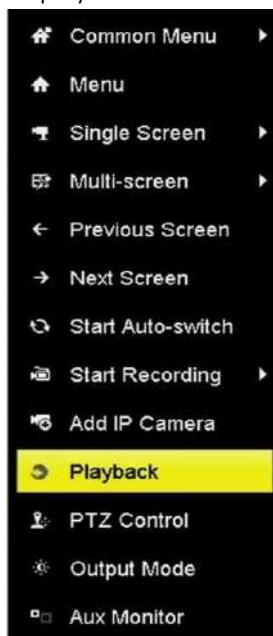 Common Menu
Menu
Single Screen
Multi-screen
Previous Screen
Next Screen
Start Auto-switch
Start Recording
Add IP Camera
Playback
PTZ Control
Output Mode
Aux Monitor